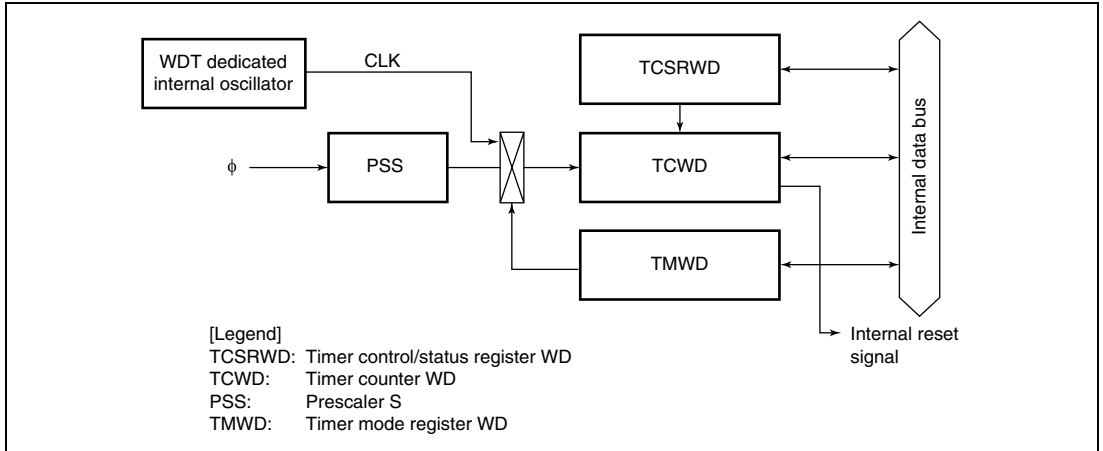 WDT dedicated
internal oscillator
CLK
TCSRWD
ϕ
PSS
TCWD
TMWD
Internal data bus
Internal reset
signal
[Legend]
TCSRWD: Timer control/status register WD
TCWD: Timer counter WD
PSS: Prescaler S
TMWD: Timer mode register WD